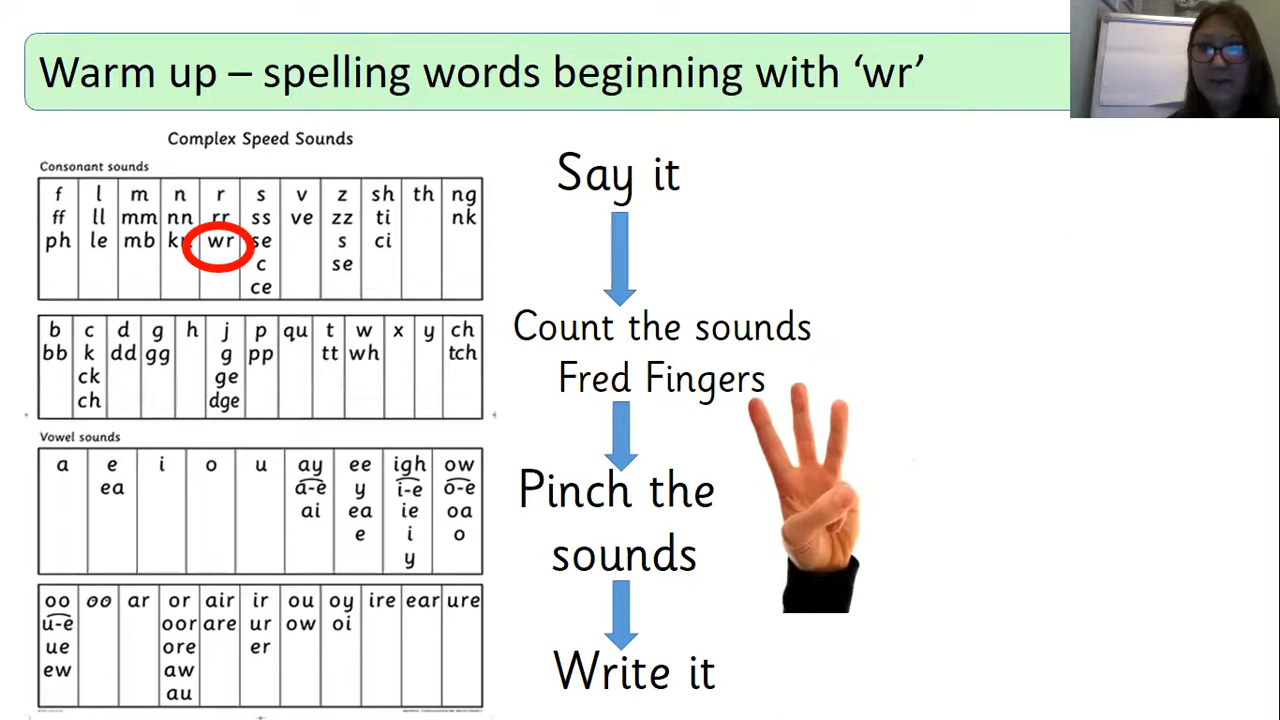 Warm up – spelling words beginning with ‘wr’
Complex Speed Sounds
Consonant sounds
f l m n r s v z sh th ng
ff ll mm nn rr ss ve zz ti nk
ph le mb kn wr se s ci
c se
ce
b c d g h j p qu t w x y ch
bb k dd gg g pp tt wh tch
ck ge
ch dge
Vowel sounds
a e i o u ay ee igh ow
ea a-e y i-e o-e
ai ea ie oa
e i o
y
oo oo ar or air ir ou oy ire ear ure
u-e oor are ur ow oi
ue ore er
ew aw
au
Say it
Count the sounds
Fred Fingers
Pinch the
sounds
Write it